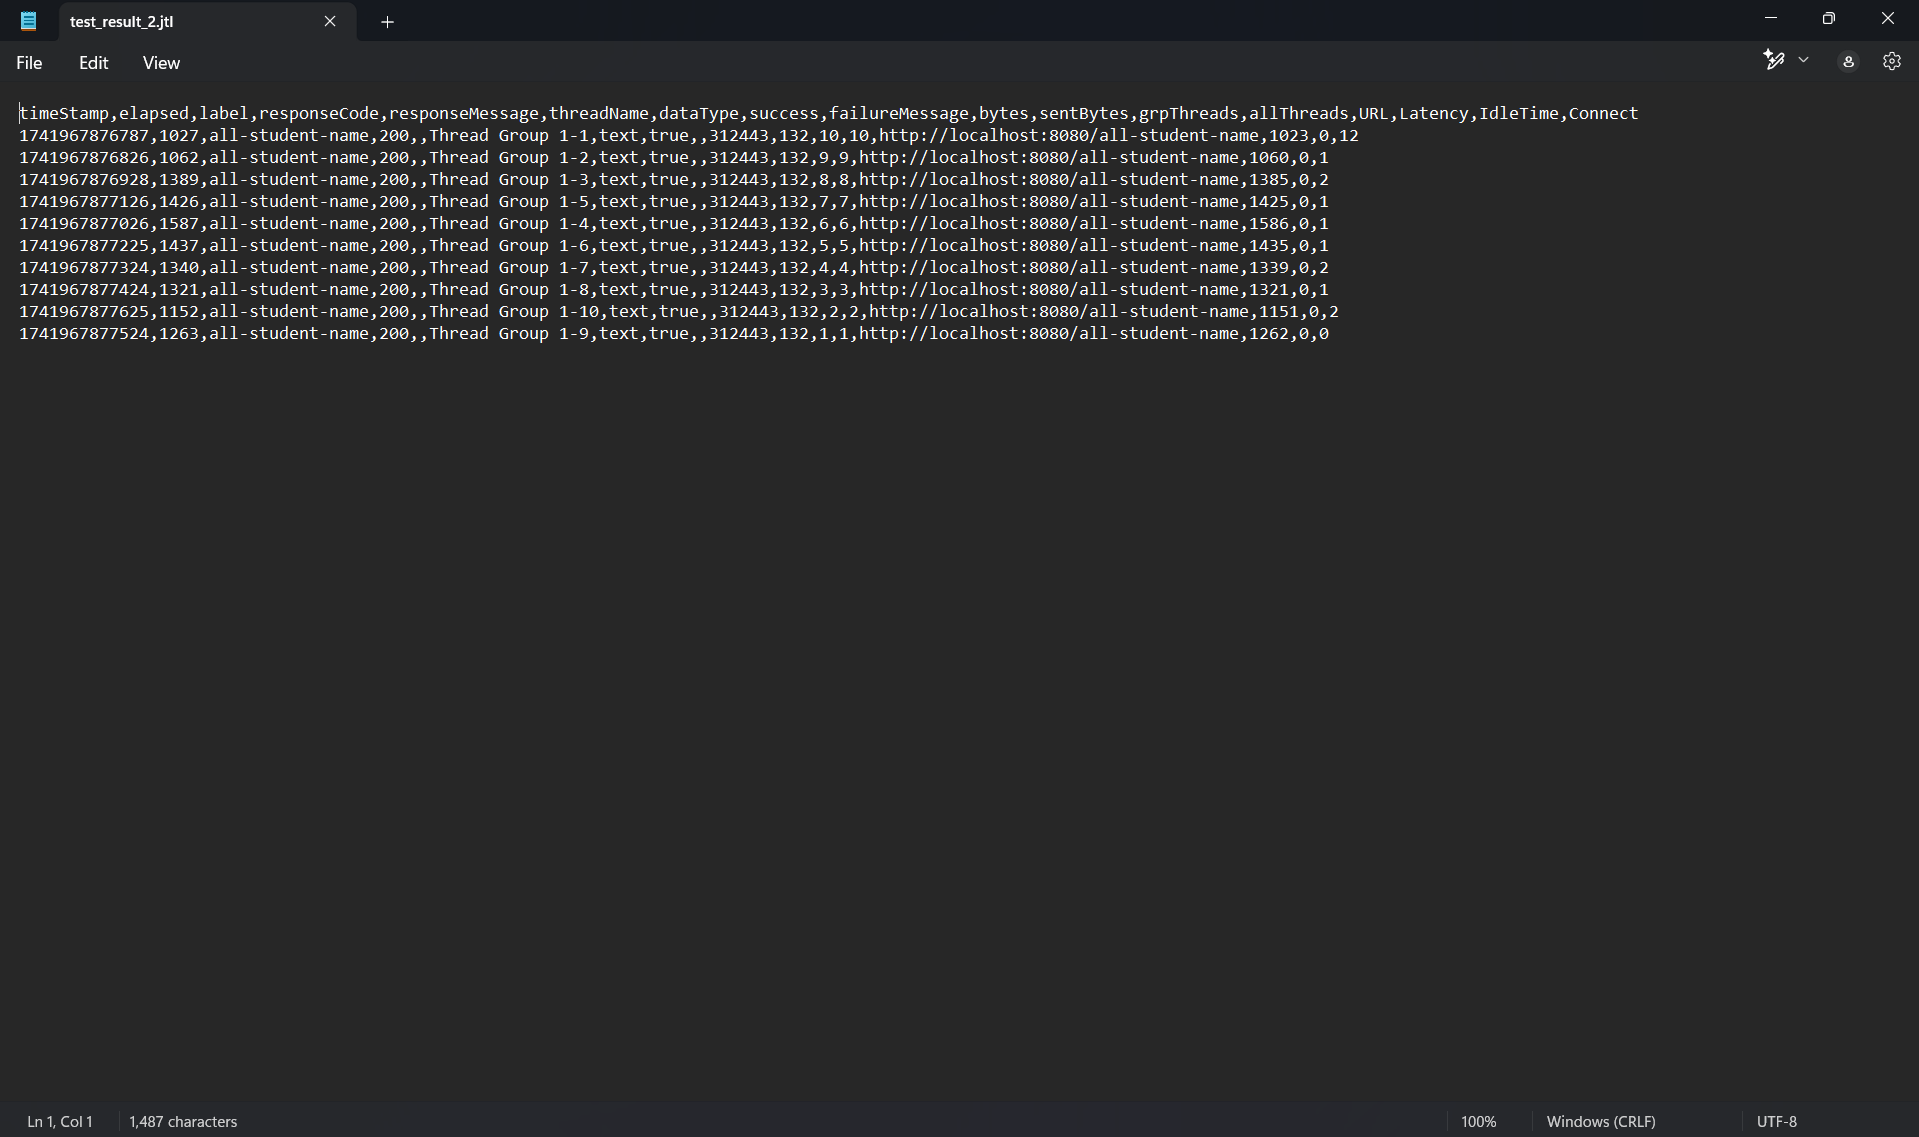 test_result_2.jtl
File Edit View
timeStamp,elapsed,label,responseCode,responseMessage,threadName,dataType,success,failureMessage,bytes,sentBytes,grpThreads,allThreads,URL,Latency,IdleTime,Connect
1741967876787,1027,all-student-name,200,,Thread Group 1-1,text,true,,312443,132,10,10,http://localhost:8080/all-student-name,1023,0,12
1741967876826,1062,all-student-name,200,,Thread Group 1-2,text,true,,312443,132,9,9,http://localhost:8080/all-student-name,1060,0,1
1741967876928,1389,all-student-name,200,,Thread Group 1-3,text,true,,312443,132,8,8,http://localhost:8080/all-student-name,1385,0,2
1741967877126,1426,all-student-name,200,,Thread Group 1-5,text,true,,312443,132,7,7,http://localhost:8080/all-student-name,1425,0,1
1741967877026,1587,all-student-name,200,,Thread Group 1-4,text,true,,312443,132,6,6,http://localhost:8080/all-student-name,1586,0,1
1741967877225,1437,all-student-name,200,,Thread Group 1-6,text,true,,312443,132,5,5,http://localhost:8080/all-student-name,1435,0,1
1741967877324,1340,all-student-name,200,,Thread Group 1-7,text,true,,312443,132,4,4,http://localhost:8080/all-student-name,1339,0,2
1741967877424,1321,all-student-name,200,,Thread Group 1-8,text,true,,312443,132,3,3,http://localhost:8080/all-student-name,1321,0,1
1741967877625,1152,all-student-name,200,,Thread Group 1-10,text,true,,312443,132,2,2,http://localhost:8080/all-student-name,1151,0,2
1741967877524,1263,all-student-name,200,,Thread Group 1-9,text,true,,312443,132,1,1,http://localhost:8080/all-student-name,1262,0,0
Ln 1, Col 1 1,487 characters 100% Windows (CRLF) UTF-8